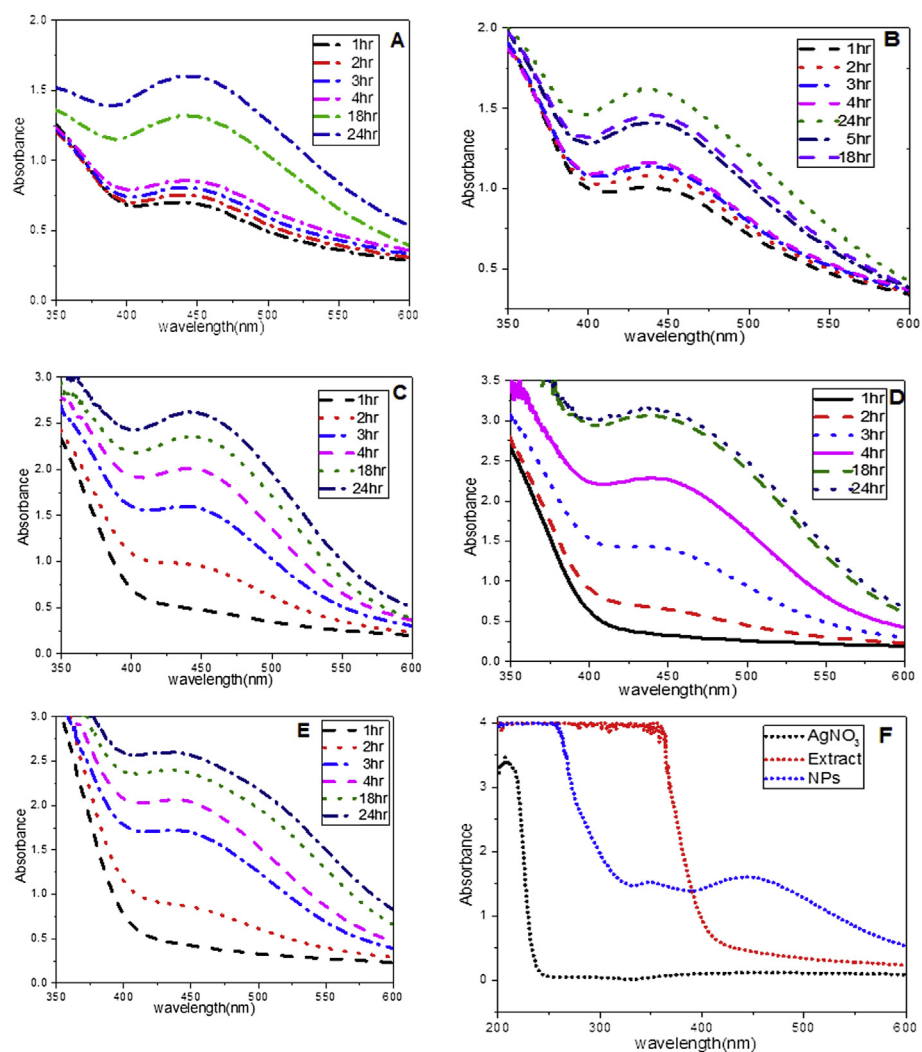 A
1hr
2hr
3hr
4hr
18hr
24hr
2.0
1.5
1.0
0.5
0.0
Absorbance
350 400 450 500 550 600
wavelength(nm)
B
1hr
2hr
3hr
4hr
24hr
5hr
18hr
2.0
1.5
1.0
0.5
Absorbance
350 400 450 500 550 600
wavelength(nm)
C
1hr
2hr
3hr
4hr
18hr
24hr
3.0
2.5
2.0
1.5
1.0
0.5
0.0
Absorbance
350 400 450 500 550 600
wavelength(nm)
D
1hr
2hr
3hr
4hr
18hr
24hr
3.5
3.0
2.5
2.0
1.5
1.0
0.5
0.0
Absorbance
350 400 450 500 550 600
wavelength(nm)
E
1hr
2hr
3hr
4hr
18hr
24hr
3.0
2.5
2.0
1.5
1.0
0.5
0.0
Absorbance
350 400 450 500 550 600
wavelength(nm)
F
AgNO3
Extract
NPs
4
3
2
1
0
Absorbance
200 300 400 500 600
wavelength(nm)